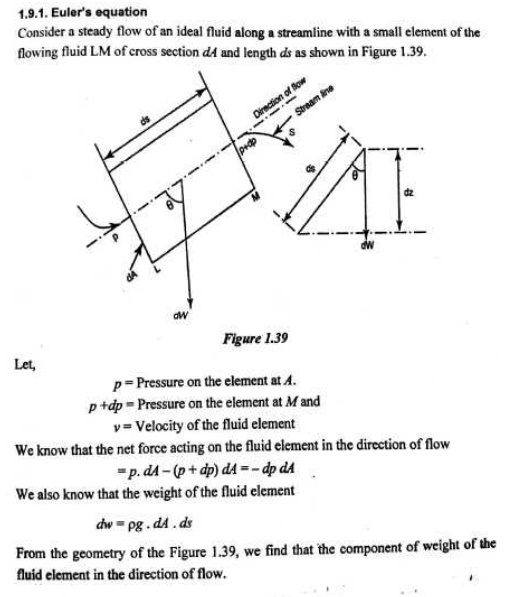 1.9.1. Euler's equation
Consider a steady flow of an ideal fluid along a streamline with a small element of the
flowing fluid LM of cross section dA and length ds as shown in Figure 1.39.
ds
Direction of flow
Stream line
S
p+dp
ds
θ
dz
M
θ
p
dA
L
dW
dW
Figure 1.39
Let,
p = Pressure on the element at A.
p +dp = Pressure on the element at M and
v = Velocity of the fluid element
We know that the net force acting on the fluid element in the direction of flow
= p. dA – (p + dp) dA = – dp dA
We also know that the weight of the fluid element
dw = ρg . dA . ds
From the geometry of the Figure 1.39, we find that the component of weight of the
fluid element in the direction of flow.